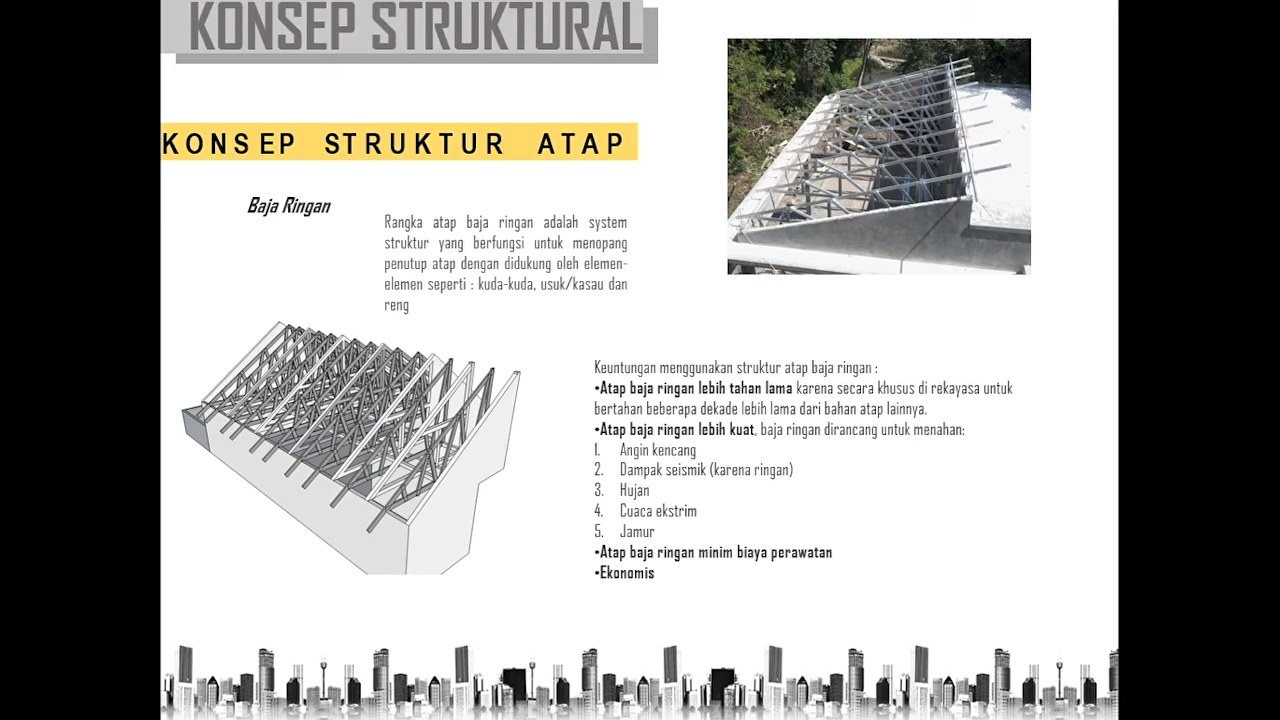 KONSEP STRUKTURAL
KONSEP STRUKTUR ATAP
Baja Ringan
Rangka atap baja ringan adalah system
struktur yang berfungsi untuk menopang
penutup atap dengan didukung oleh elemen-
elemen seperti : kuda-kuda, usuk/kasau dan
reng
Keuntungan menggunakan struktur atap baja ringan :
•Atap baja ringan lebih tahan lama karena secara khusus di rekayasa untuk
bertahan beberapa dekade lebih lama dari bahan atap lainnya.
•Atap baja ringan lebih kuat, baja ringan dirancang untuk menahan:
1. Angin kencang
2. Dampak seismik (karena ringan)
3. Hujan
4. Cuaca ekstrim
5. Jamur
•Atap baja ringan minim biaya perawatan
•Ekonomis